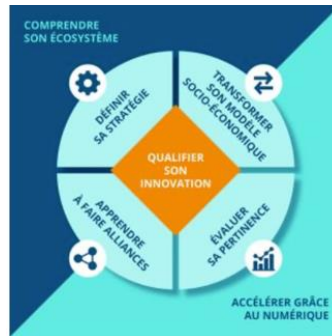 COMPRENDRE
SON ÉCOSYSTÈME
DÉFINIR
SA STRATÉGIE
TRANSFORMER
SON MODÈLE
SOCIO-ÉCONOMIQUE
QUALIFIER
SON
INNOVATION
APPRENDRE
À FAIRE ALLIANCES
ÉVALUER
SA PERTINENCE
ACCÉLÉRER GRÂCE
AU NUMÉRIQUE